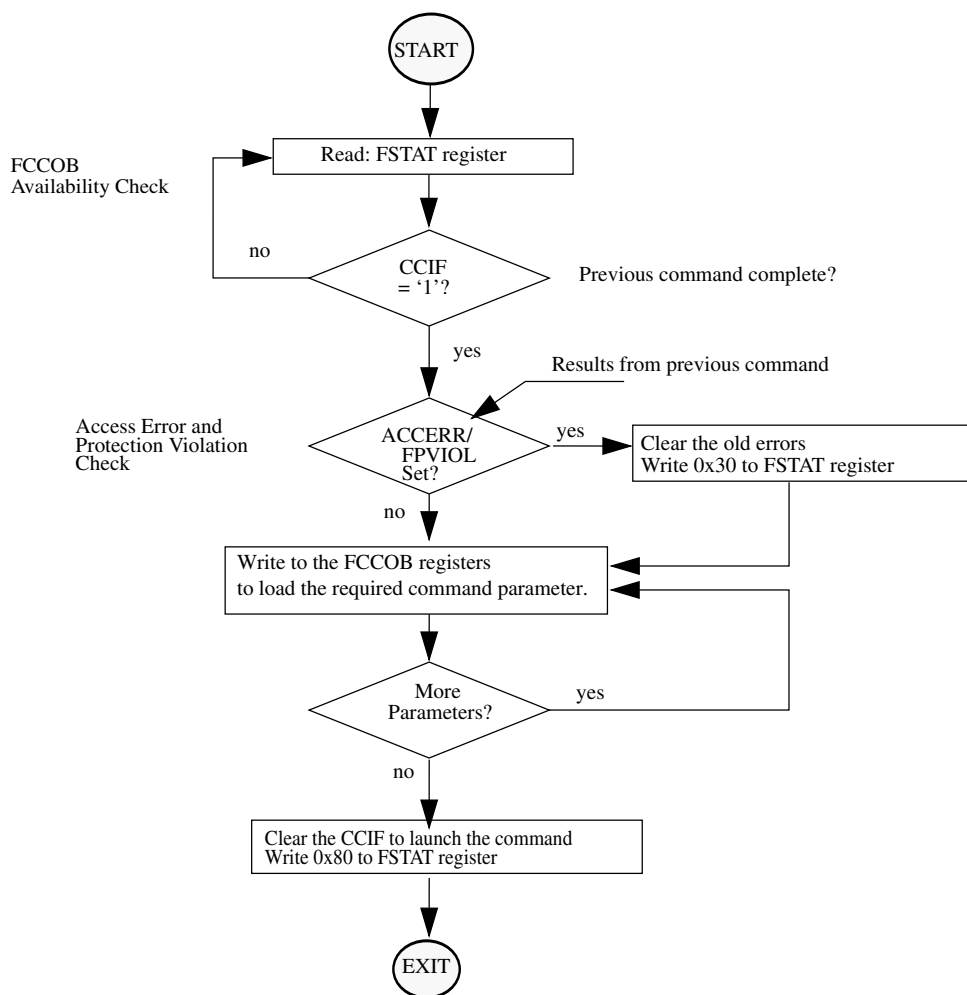 START
Read: FSTAT register
FCCOB
Availability Check
no
CCIF
= ‘1’?
Previous command complete?
yes
Results from previous command
Access Error and
Protection Violation
Check
ACCERR/
FPVIOL
Set?
yes
Clear the old errors
Write 0x30 to FSTAT register
no
Write to the FCCOB registers
to load the required command parameter.
More
Parameters?
yes
no
Clear the CCIF to launch the command
Write 0x80 to FSTAT register
EXIT